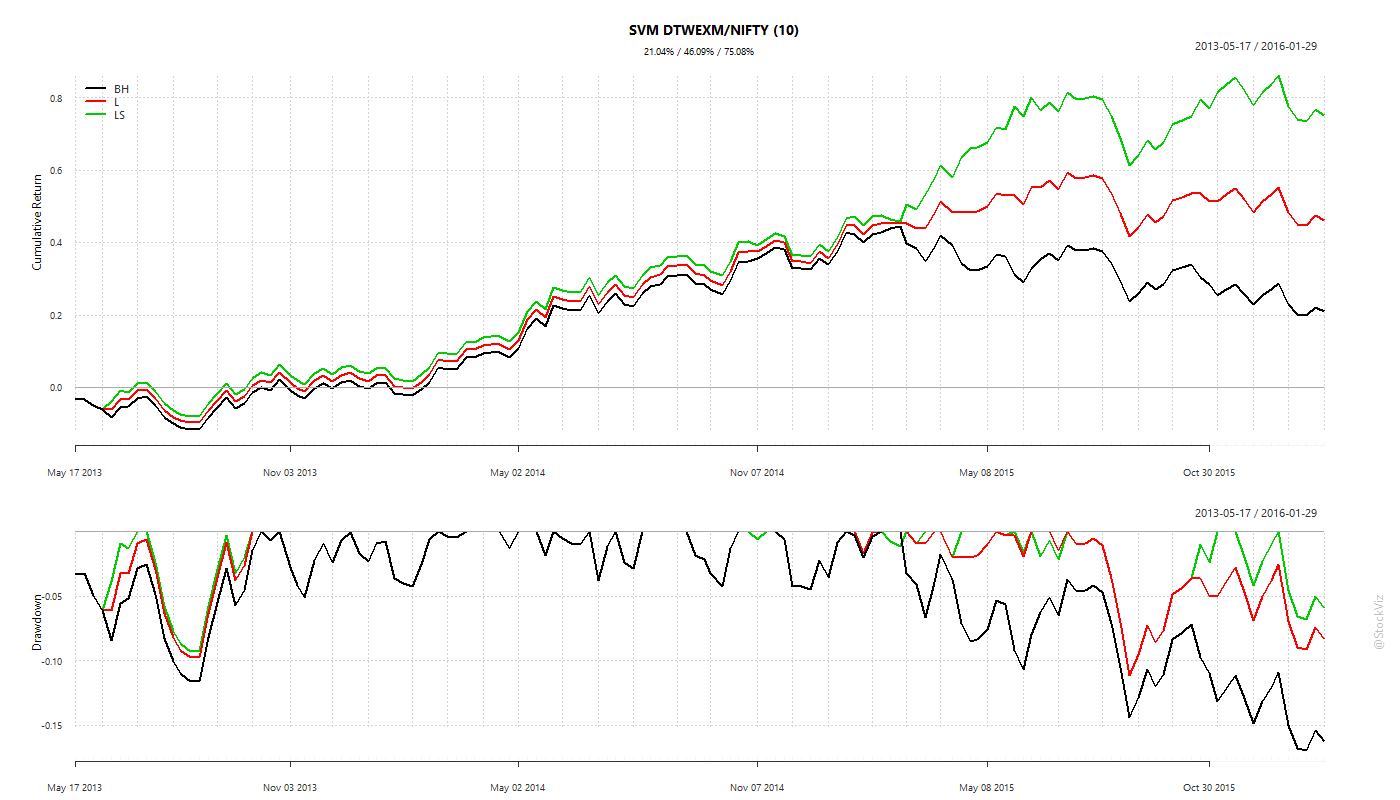 SVM DTWEXM/NIFTY (10)
21.04% / 46.09% / 75.08%
2013-05-17 / 2016-01-29
BH
L
LS
Cumulative Return
0.8
0.6
0.4
0.2
0.0
May 17 2013
Nov 03 2013
May 02 2014
Nov 07 2014
May 08 2015
Oct 30 2015
2013-05-17 / 2016-01-29
Drawdown
-0.05
-0.10
-0.15
May 17 2013
Nov 03 2013
May 02 2014
Nov 07 2014
May 08 2015
Oct 30 2015
@StockViz